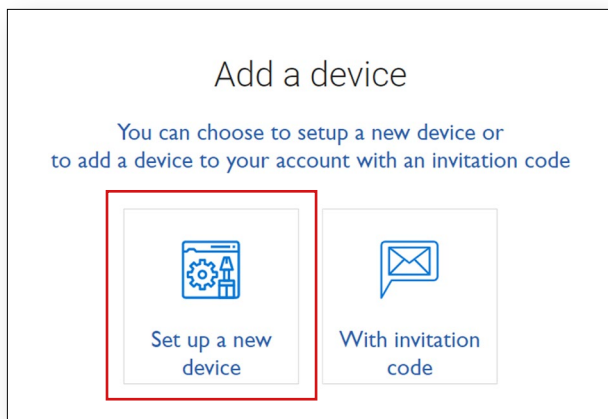 Add a device
You can choose to setup a new device or
to add a device to your account with an invitation code
Set up a new
device
With invitation
code